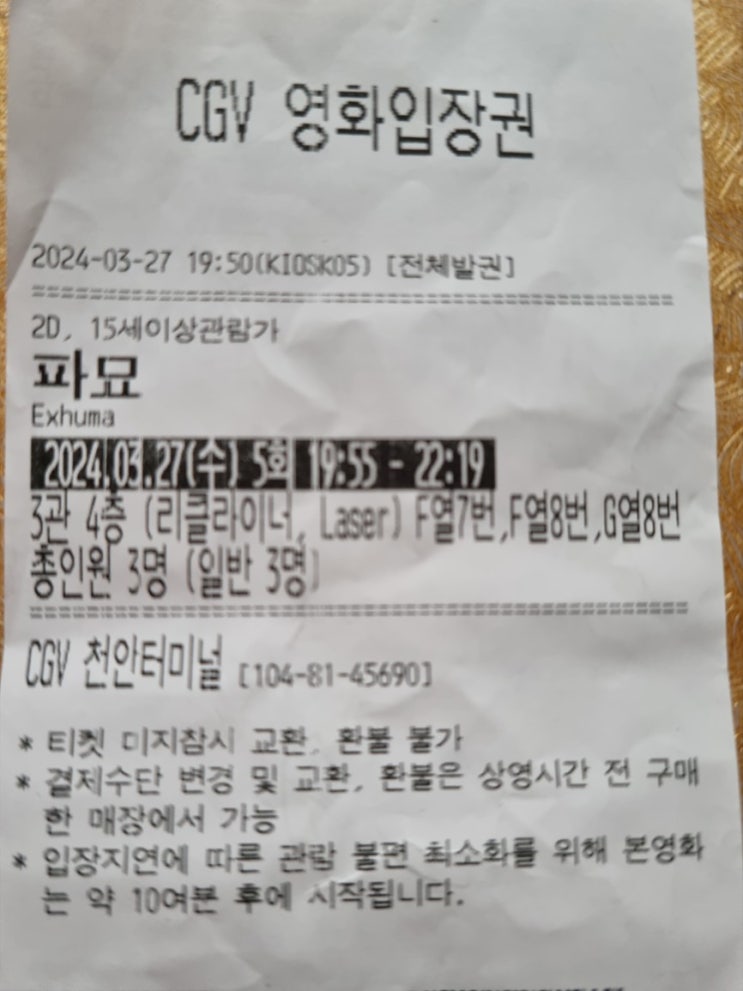 CGV 영화입장권
2024-03-27 19:50(KIOSK05) [전체발권]
2D, 15세이상관람가
파묘
Exhuma
2024.03.27(수) 5회 19:55 - 22:19
3관 4층 (리클라이너, Laser) F열7번,F열8번,G열8번
총인원 3명 (일반 3명)
CGV 천안터미널 [104-81-45690]
* 티켓 미지참시 교환, 환불 불가
* 결제수단 변경 및 교환, 환불은 상영시간 전 구매
한 매장에서 가능
* 입장지연에 따른 관람 불편 최소화를 위해 본영화
는 약 10여분 후에 시작됩니다.